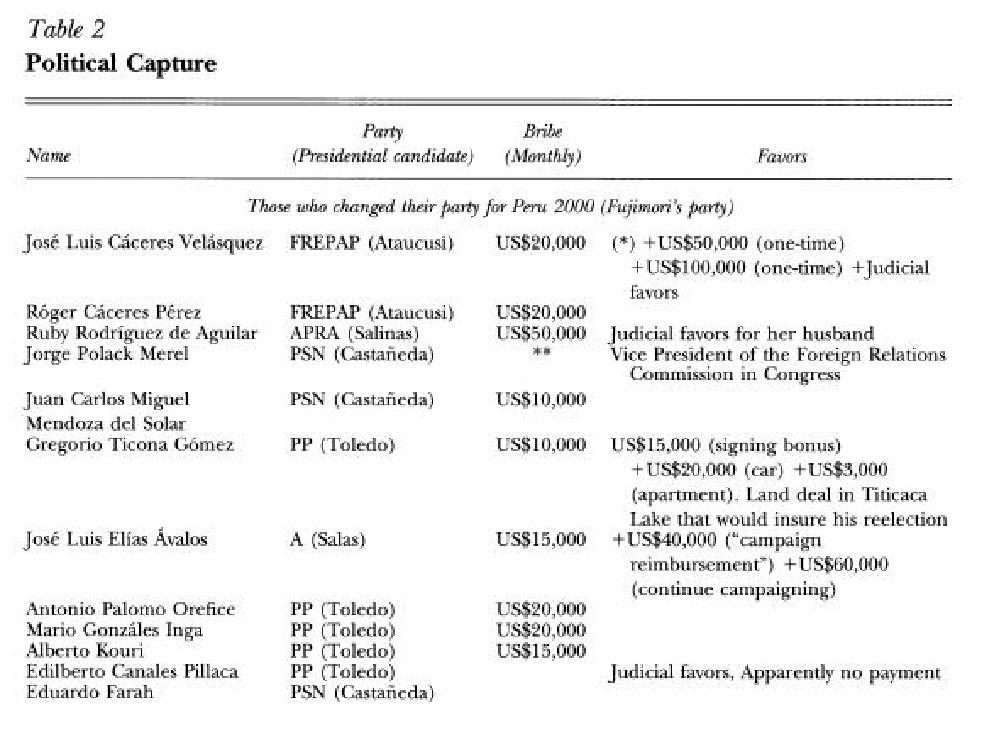 Table 2
Political Capture
Party Bribe
Name (Presidential candidate) (Monthly) Favors
Those who changed their party for Peru 2000 (Fujimori's party)
José Luis Cáceres Velásquez FREPAP (Ataucusi) US$20,000 (*) +US$50,000 (one-time)
+US$100,000 (one-time) +Judicial
favors
Róger Cáceres Pérez FREPAP (Ataucusi) US$20,000
Ruby Rodríguez de Aguilar APRA (Salinas) US$50,000 Judicial favors for her husband
Jorge Polack Merel PSN (Castañeda) ** Vice President of the Foreign Relations
Commission in Congress
Juan Carlos Miguel PSN (Castañeda) US$10,000
Mendoza del Solar
Gregorio Ticona Gómez PP (Toledo) US$10,000 US$15,000 (signing bonus)
+US$20,000 (car) +US$3,000
(apartment). Land deal in Titicaca
Lake that would insure his reelection
José Luis Elías Ávalos A (Salas) US$15,000 +US$40,000 ("campaign
reimbursement") +US$60,000
(continue campaigning)
Antonio Palomo Orefice PP (Toledo) US$20,000
Mario Gonzáles Inga PP (Toledo) US$20,000
Alberto Kouri PP (Toledo) US$15,000
Edilberto Canales Pillaca PP (Toledo) Judicial favors, Apparently no payment
Eduardo Farah PSN (Castañeda)